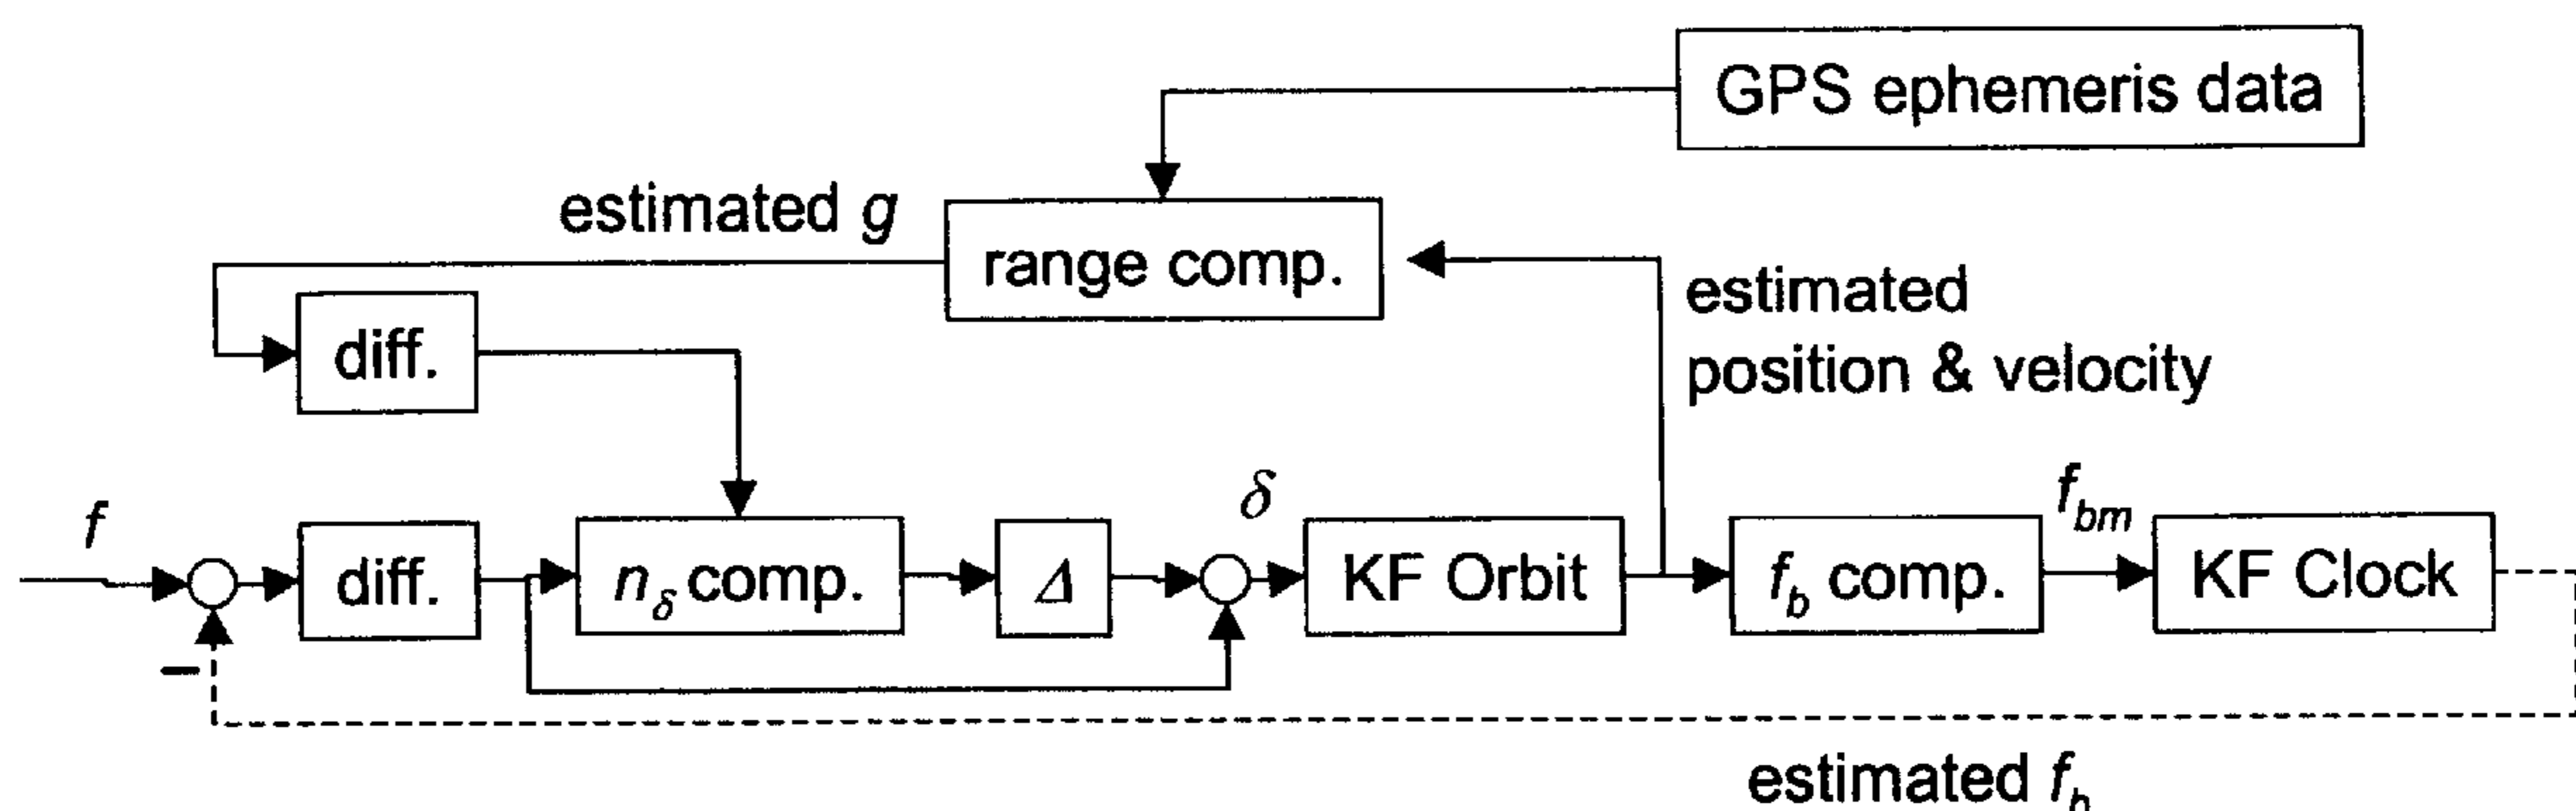 GPS ephemeris data
estimated g
range comp.
estimated
position & velocity
diff.
f
δ
f_bm
diff.
n_δ comp.
Δ
KF Orbit
f_b comp.
KF Clock
−
estimated f_b